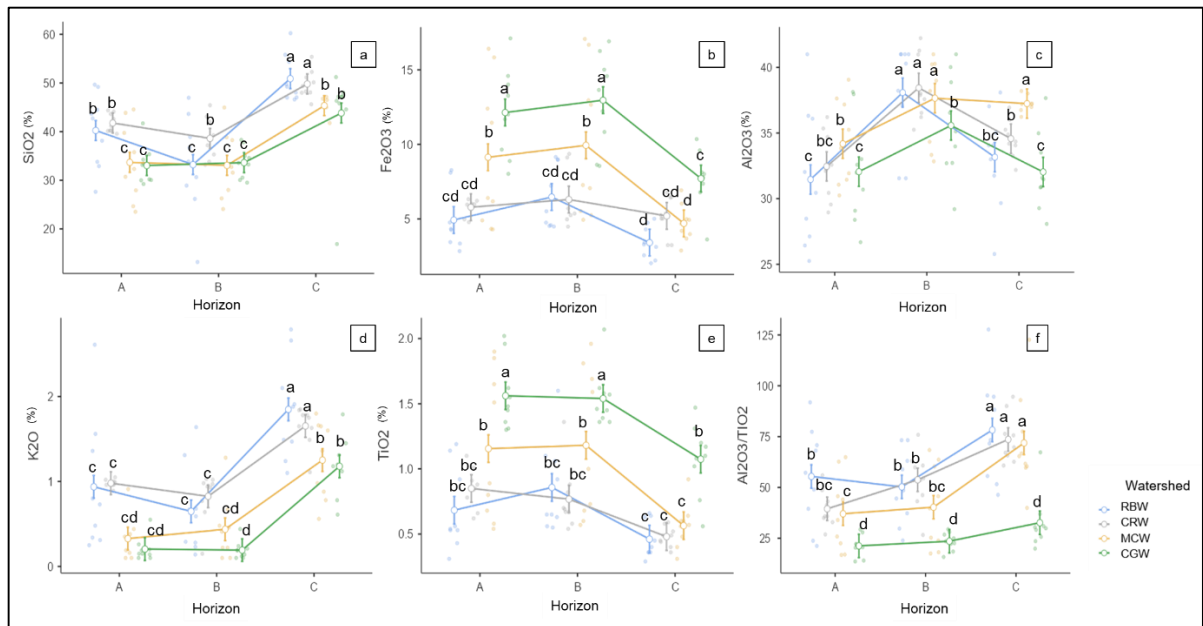 a
SiO2 (%)
60
50
40
30
20
b b b a a b b
c c c c c
A B C
Horizon
b
Fe2O3 (%)
15
10
5
a a b b c
cd cd cd cd d cd d
A B C
Horizon
c
Al2O3 (%)
40
35
30
25
c c b c a a a b bc c a c
A B C
Horizon
d
K2O (%)
2
1
0
c c cd cd c c cd d a a b b
A B C
Horizon
e
TiO2 (%)
2.0
1.5
1.0
0.5
bc bc b a bc bc b a c c c b
A B C
Horizon
f
Al2O3/TIO2
125
100
75
50
25
b bc c d b b bc d a a a d
A B C
Horizon
Watershed
RBW
CRW
MCW
CGW